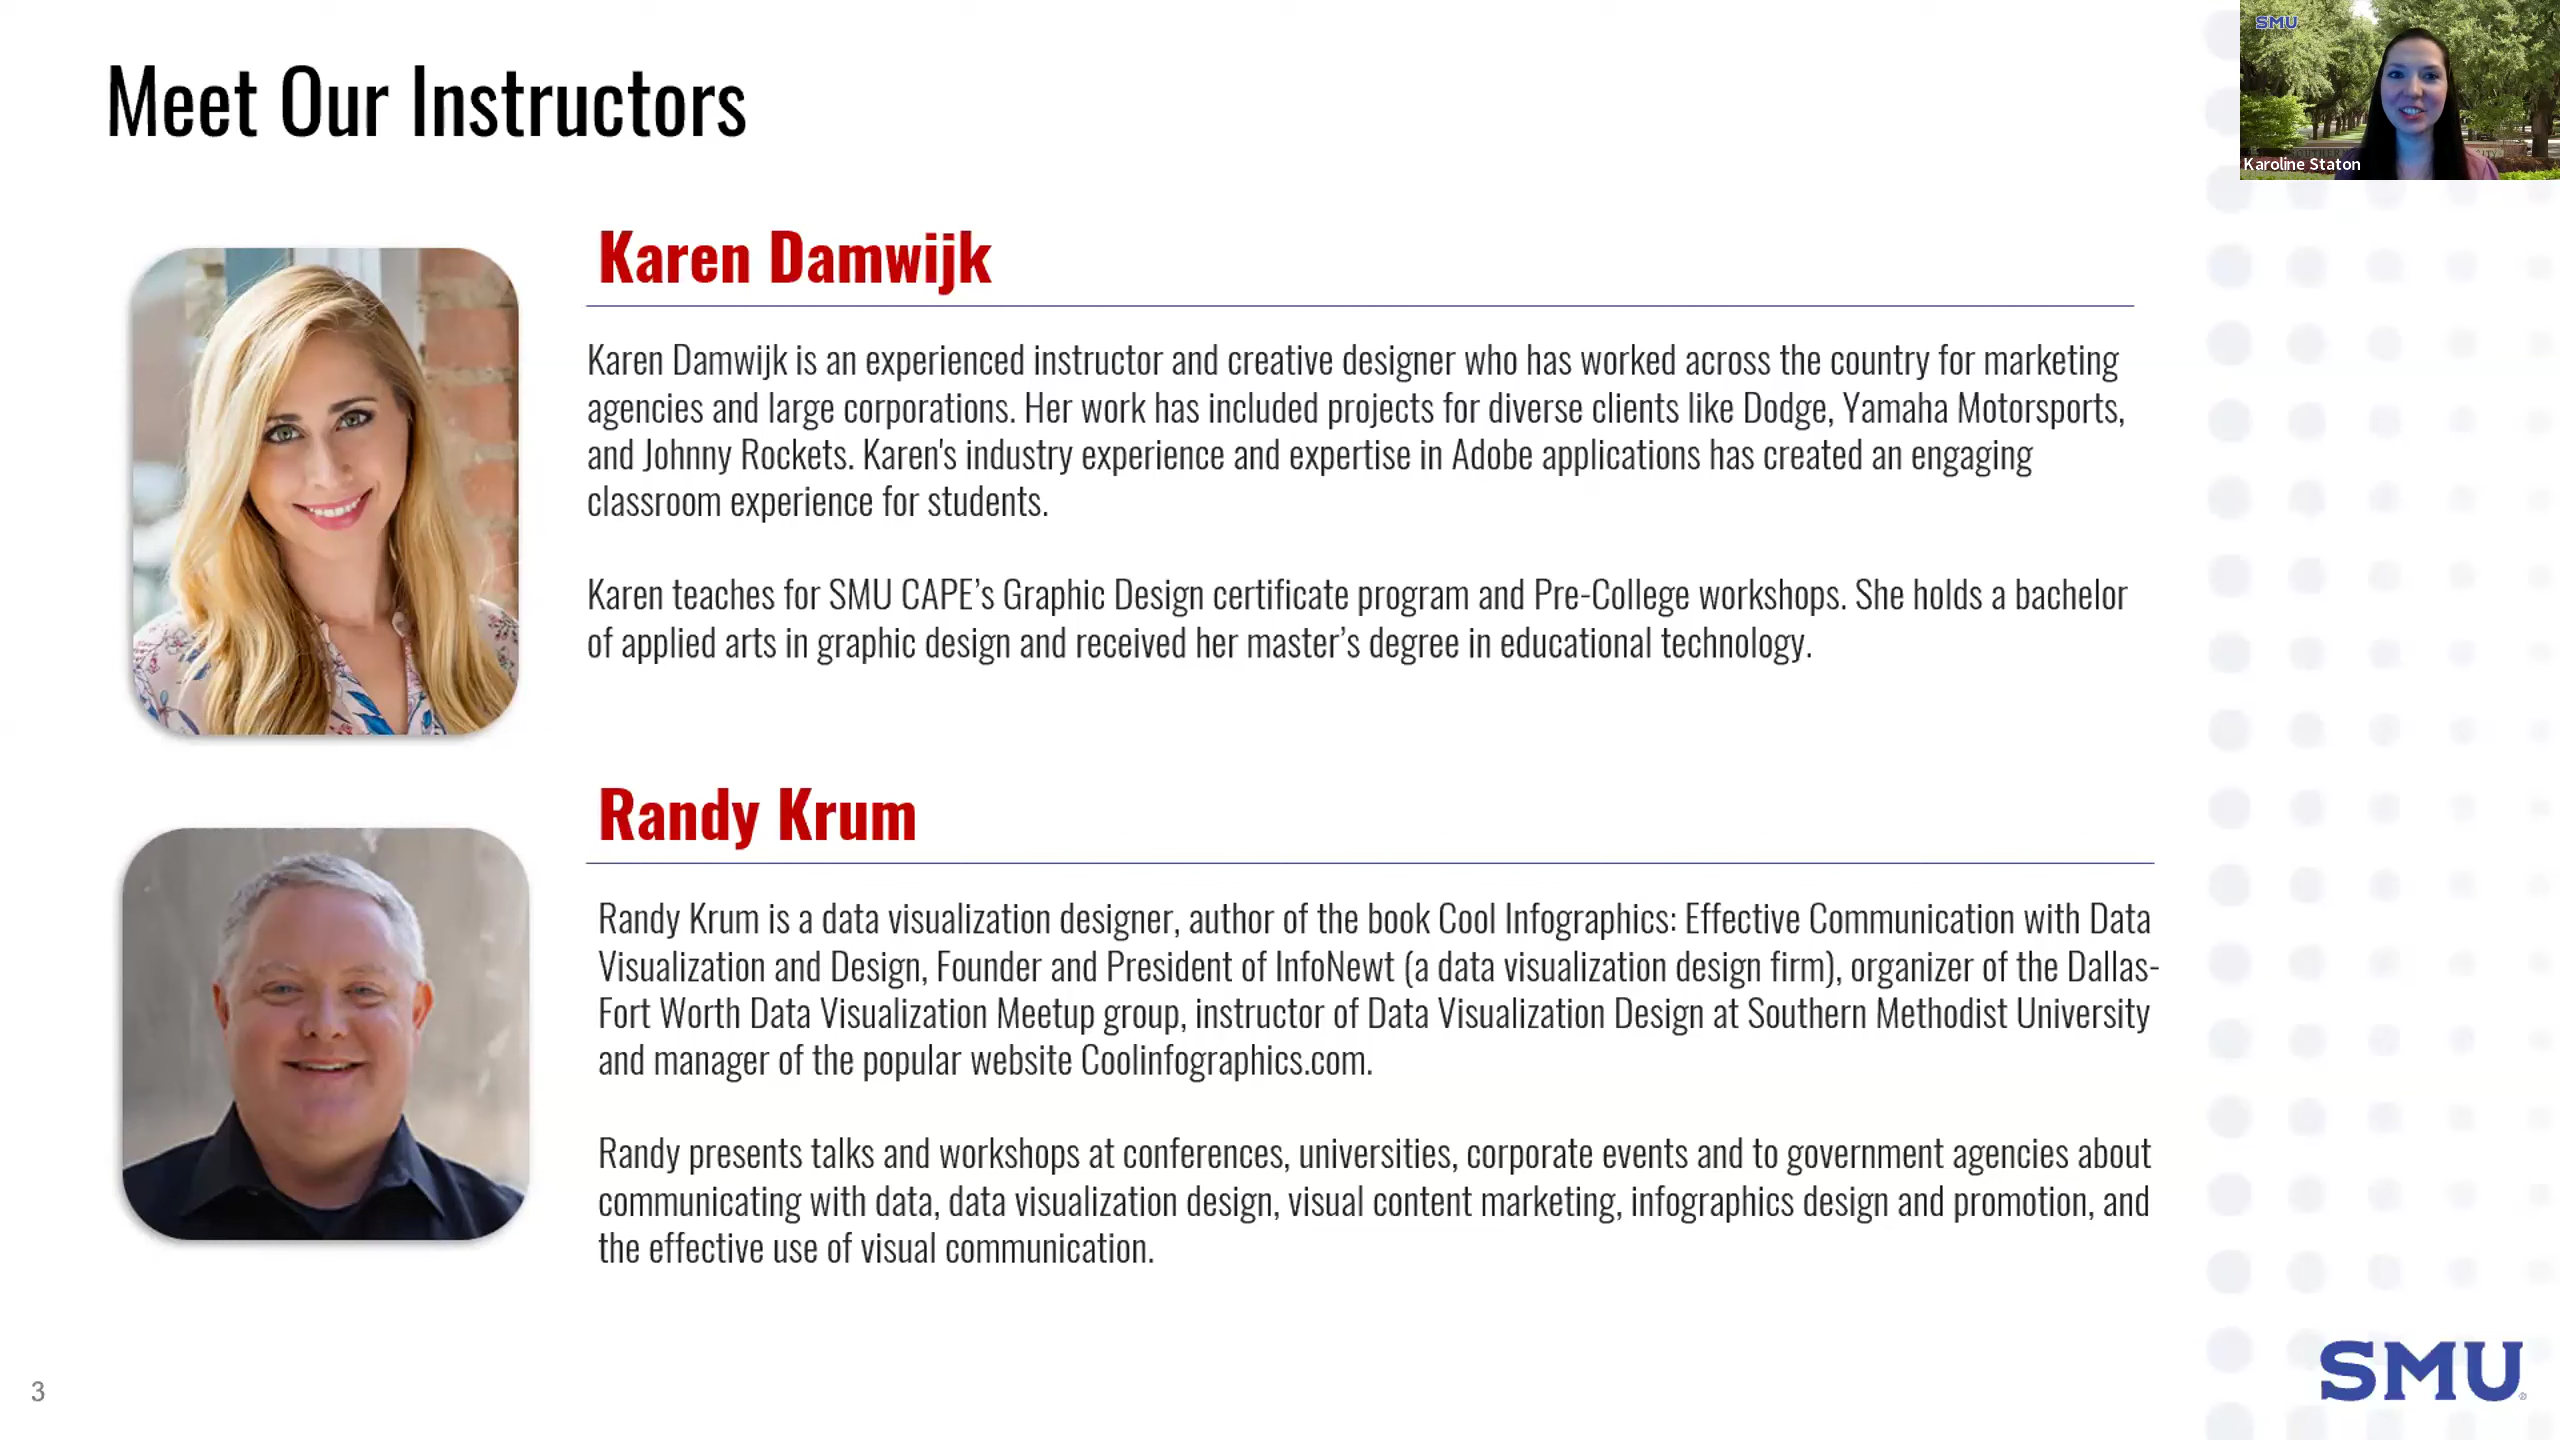 Meet Our Instructors
SMU
Karoline Staton
Karen Damwijk
Karen Damwijk is an experienced instructor and creative designer who has worked across the country for marketing
agencies and large corporations. Her work has included projects for diverse clients like Dodge, Yamaha Motorsports,
and Johnny Rockets. Karen's industry experience and expertise in Adobe applications has created an engaging
classroom experience for students.
Karen teaches for SMU CAPE’s Graphic Design certificate program and Pre-College workshops. She holds a bachelor
of applied arts in graphic design and received her master’s degree in educational technology.
Randy Krum
Randy Krum is a data visualization designer, author of the book Cool Infographics: Effective Communication with Data
Visualization and Design, Founder and President of InfoNewt (a data visualization design firm), organizer of the Dallas-
Fort Worth Data Visualization Meetup group, instructor of Data Visualization Design at Southern Methodist University
and manager of the popular website Coolinfographics.com.
Randy presents talks and workshops at conferences, universities, corporate events and to government agencies about
communicating with data, data visualization design, visual content marketing, infographics design and promotion, and
the effective use of visual communication.
3
SMU